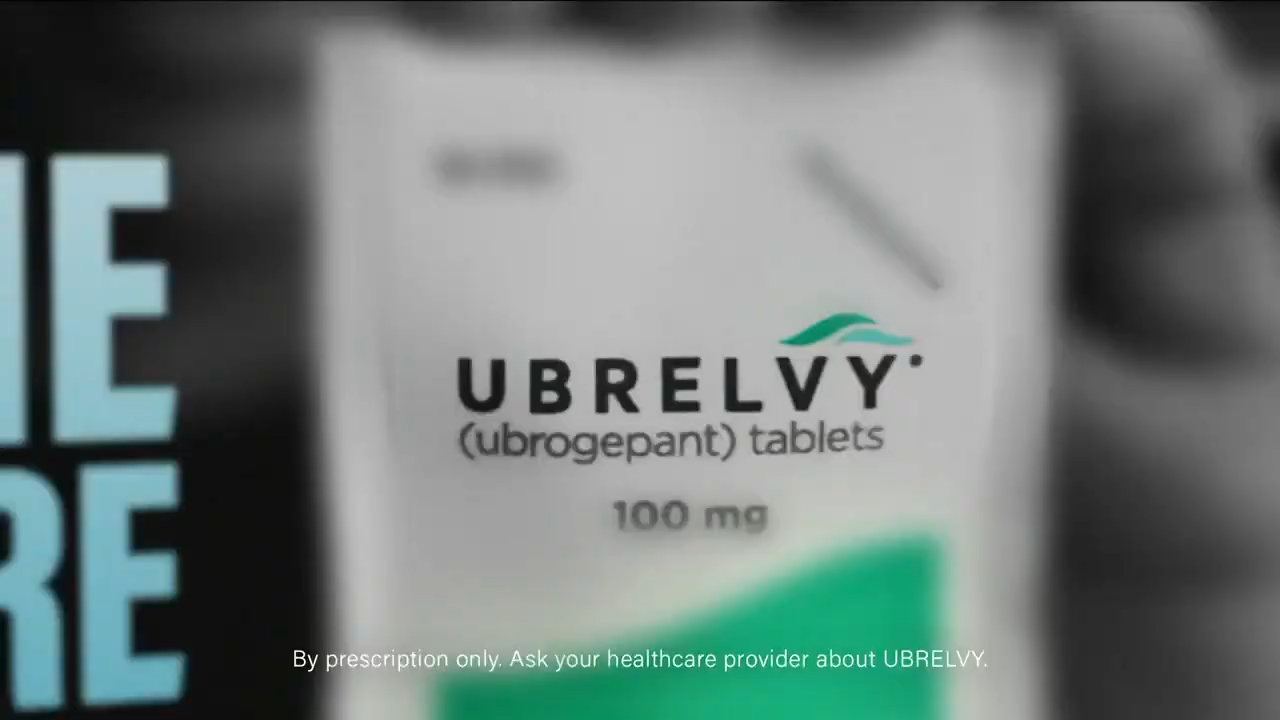 UBRELVY
(ubrogepant) tablets
100 mg
By prescription only. Ask your healthcare provider about UBRELVY.